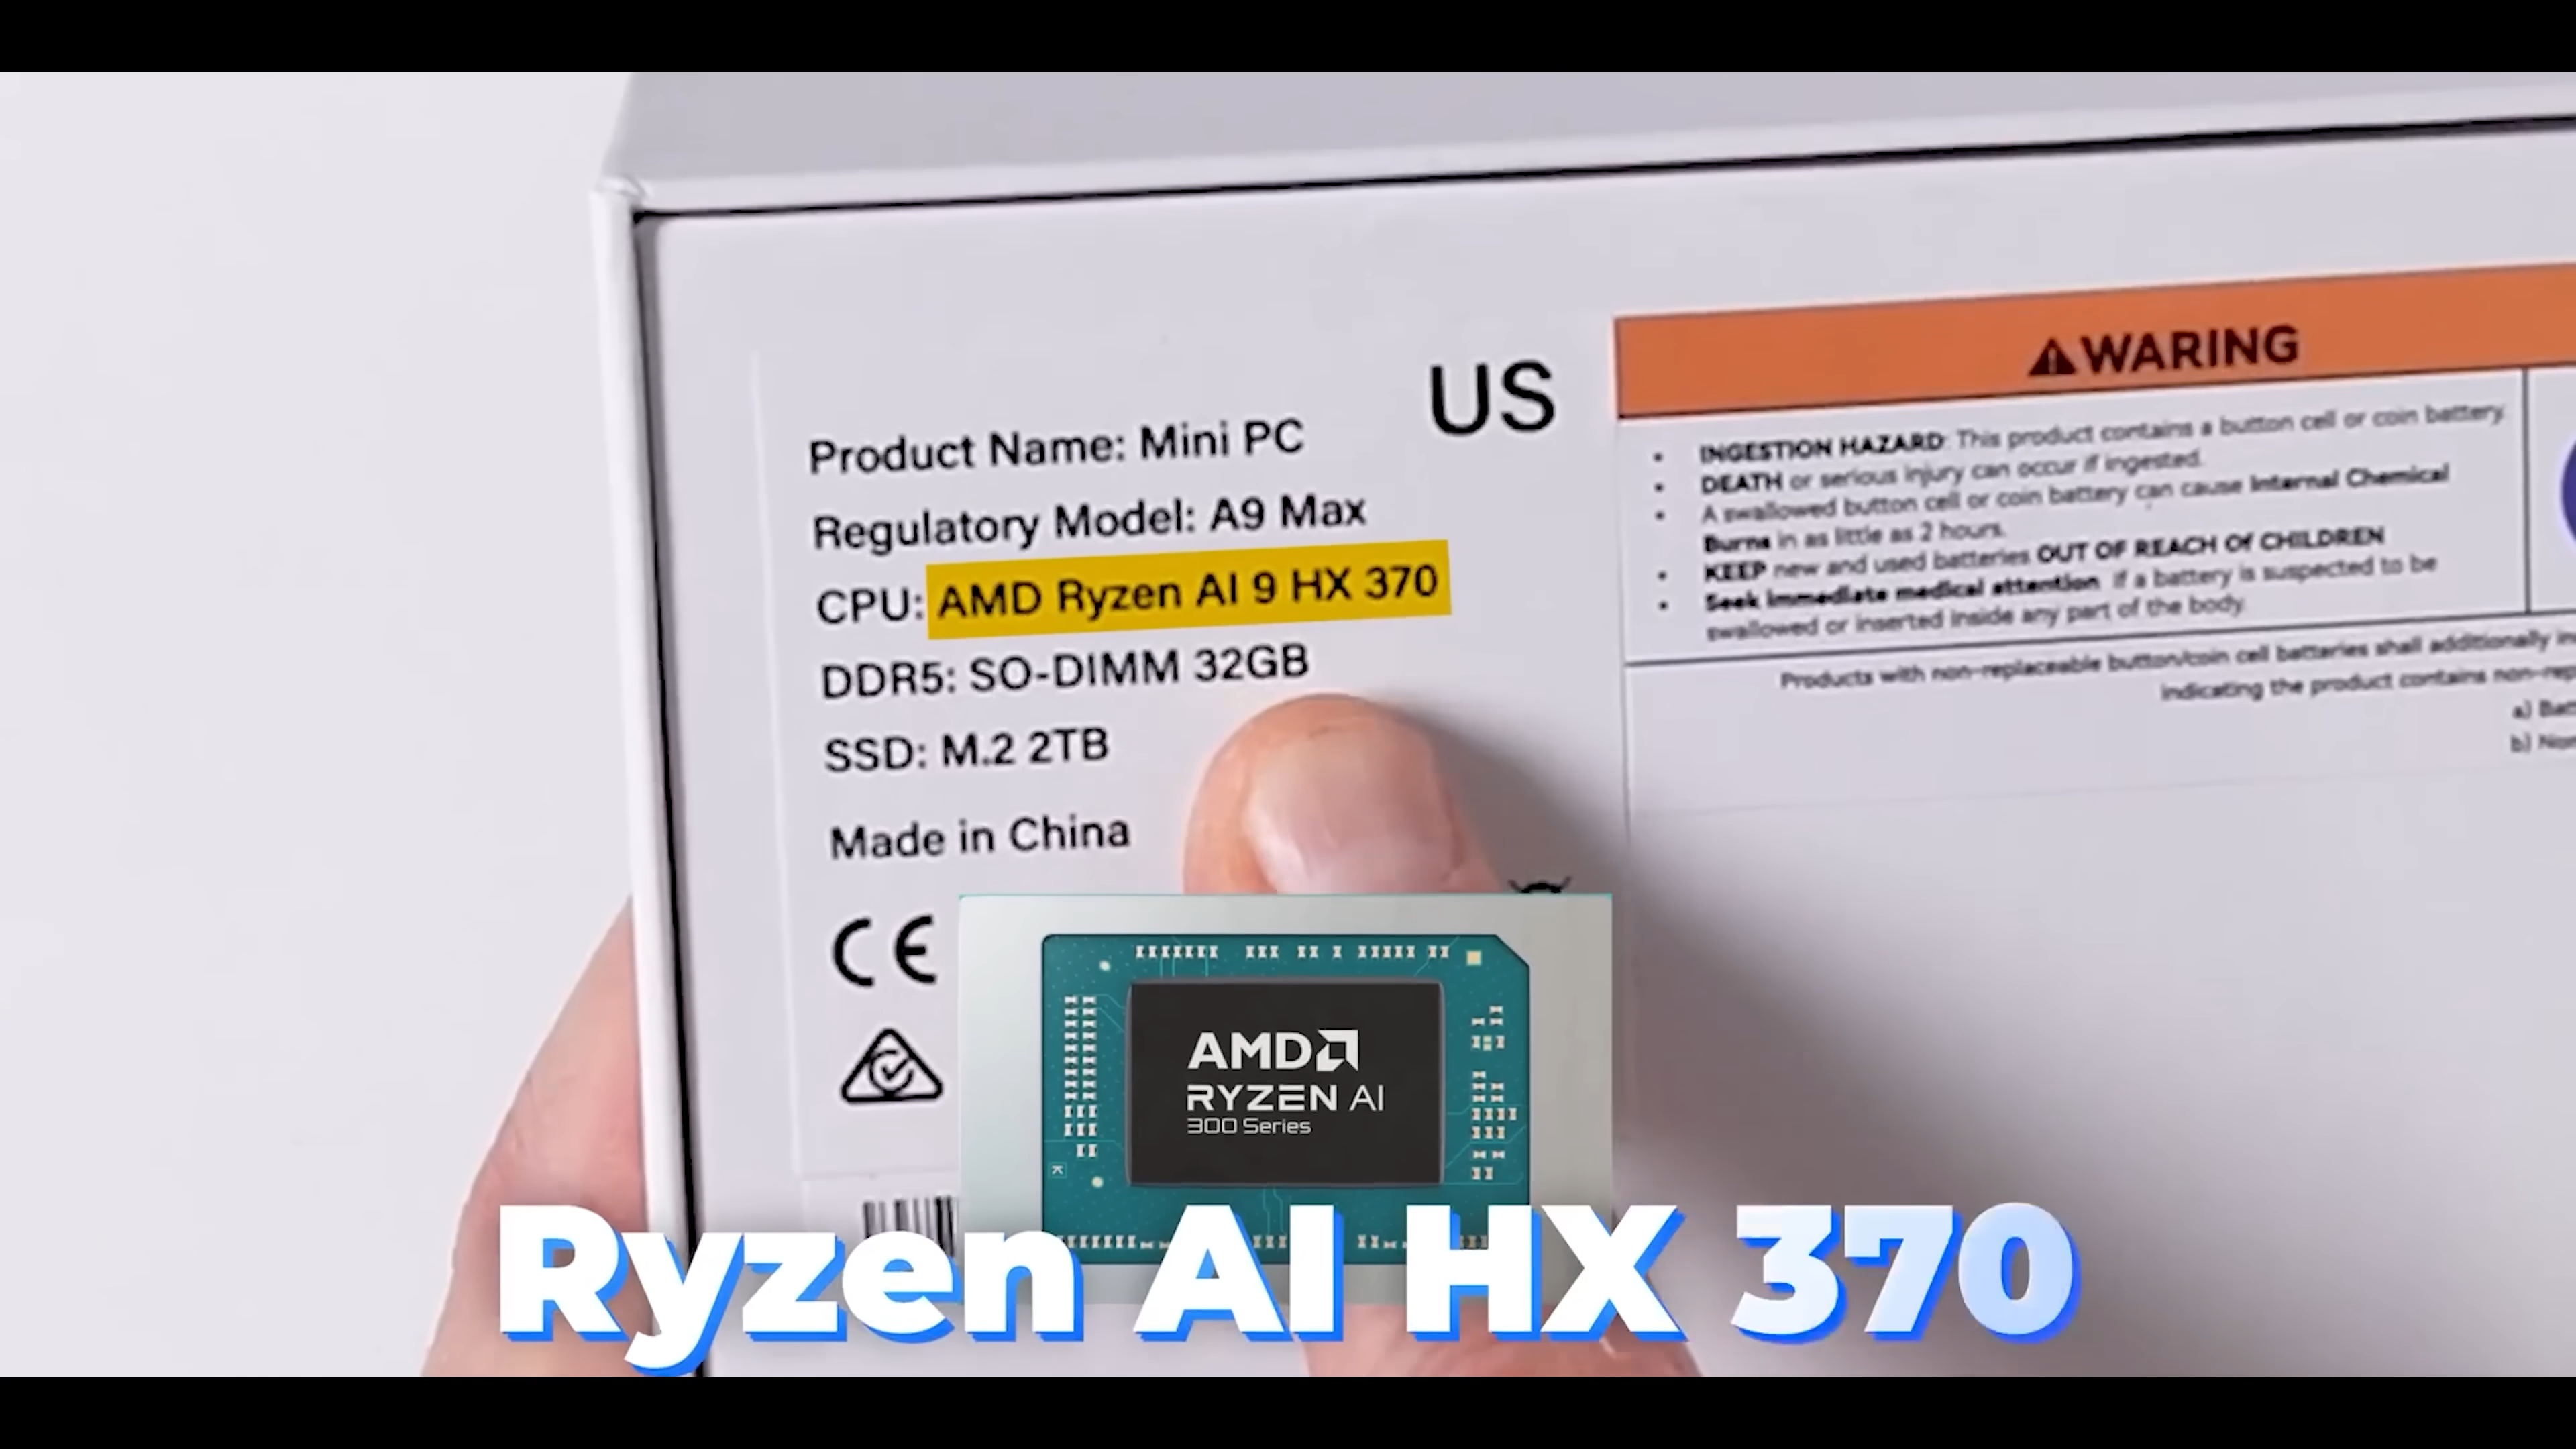 US
Product Name: Mini PC
Regulatory Model: A9 Max
CPU: AMD Ryzen AI 9 HX 370
DDR5: SO-DIMM 32GB
SSD: M.2 2TB
Made in China
CE
WARING
INGESTION HAZARD: This product contains a button cell or coin battery.
DEATH or serious injury can occur if ingested.
A swallowed button cell or coin battery can cause Internal Chemical
Burns in as little as 2 hours.
KEEP new and used batteries OUT OF REACH Of CHILDREN
Seek immediate medical attention if a battery is suspected to be
swallowed or inserted inside any part of the body.
Products with non-replaceable button/coin cell batteries shall additionally
indicating the product contains
a)
b)
AMD
RYZEN AI
300 Series
Ryzen AI HX 370